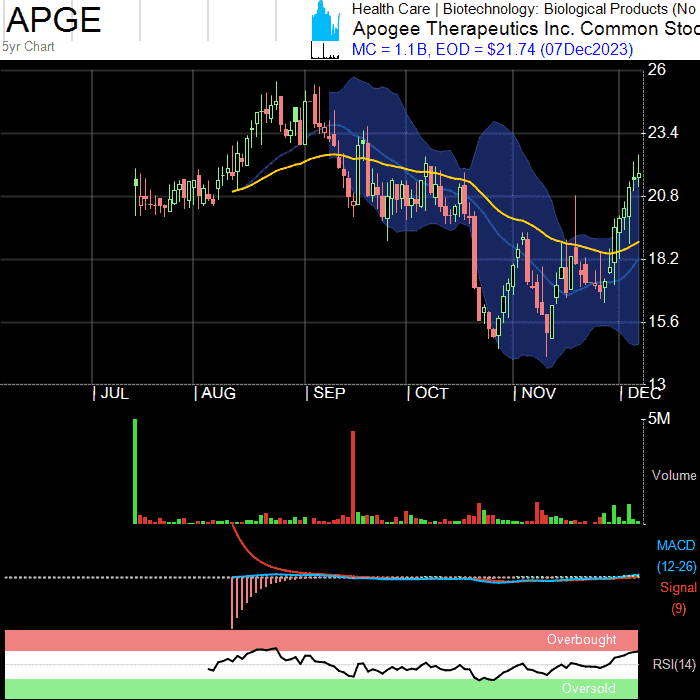 APGE
5yr Chart
Health Care | Biotechnology: Biological Products (No
Apogee Therapeutics Inc. Common Stoc
MC = 1.1B, EOD = $21.74 (07Dec2023)
26
23.4
20.8
18.2
15.6
13
| JUL | AUG | SEP | OCT | NOV | DEC
5M
Volume
MACD
(12-26)
Signal
(9)
Overbought
RSI(14)
Oversold